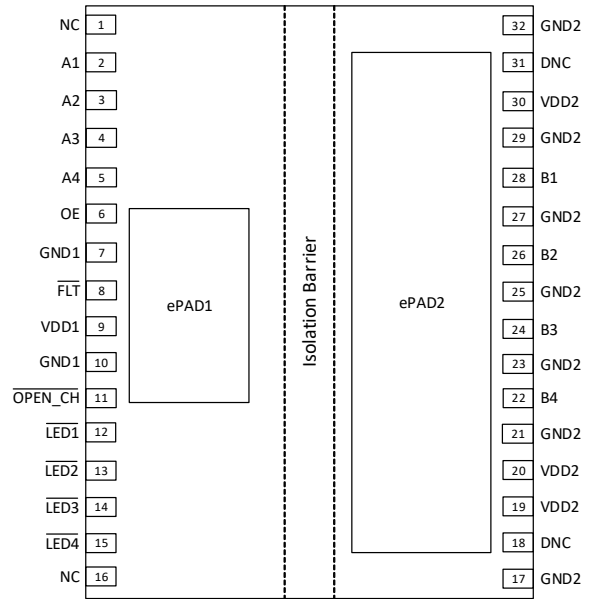 NC 1
A1 2
A2 3
A3 4
A4 5
OE 6
GND1 7
FLT 8
VDD1 9
GND1 10
OPEN_CH 11
LED1 12
LED2 13
LED3 14
LED4 15
NC 16
ePAD1
Isolation Barrier
ePAD2
32 GND2
31 DNC
30 VDD2
29 GND2
28 B1
27 GND2
26 B2
25 GND2
24 B3
23 GND2
22 B4
21 GND2
20 VDD2
19 VDD2
18 DNC
17 GND2